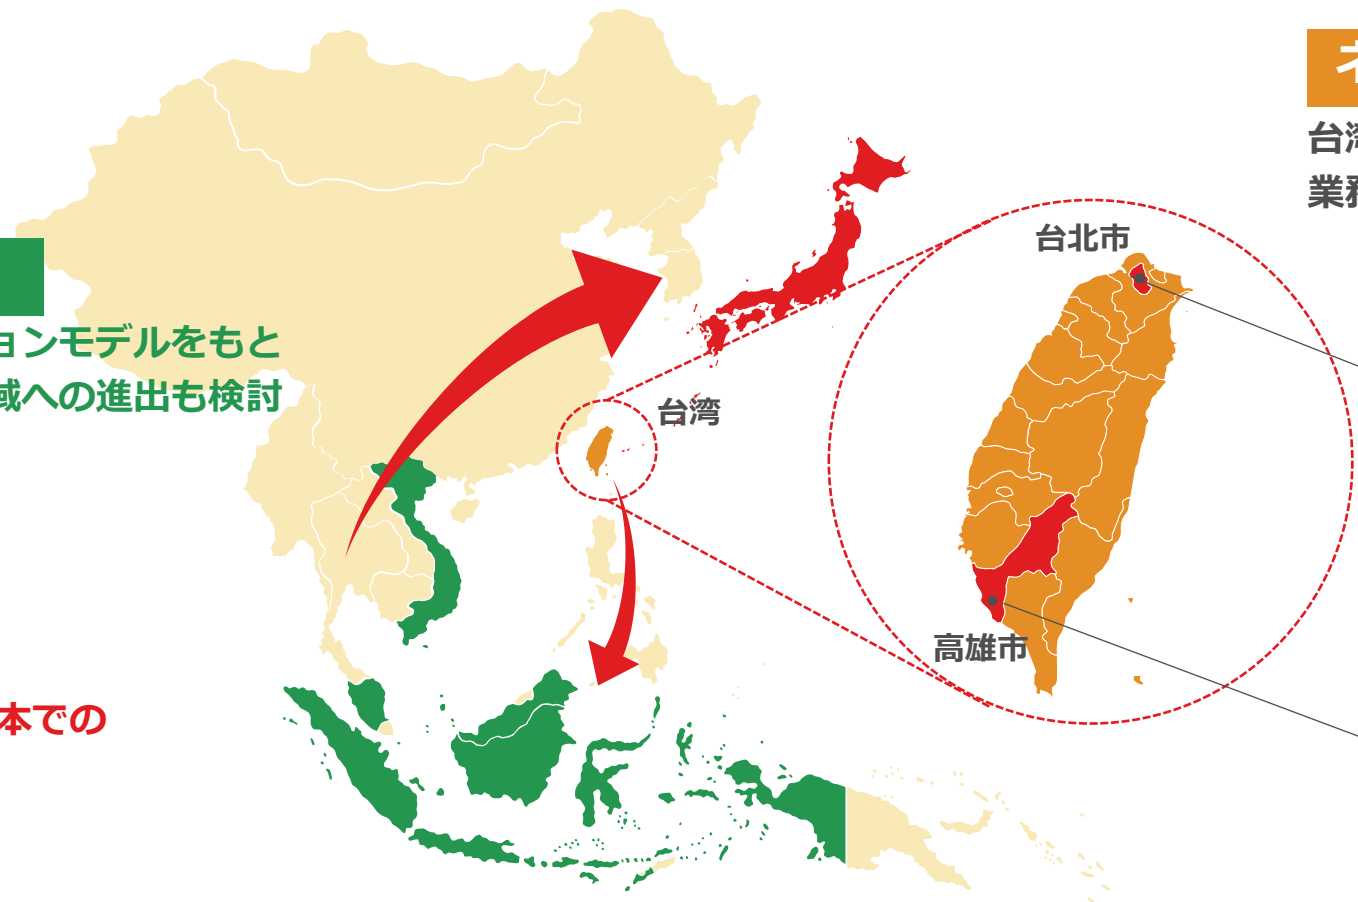 台
業務
台北市
ョンモデルをもと
域への進出も検討
台湾
高雄市
本での